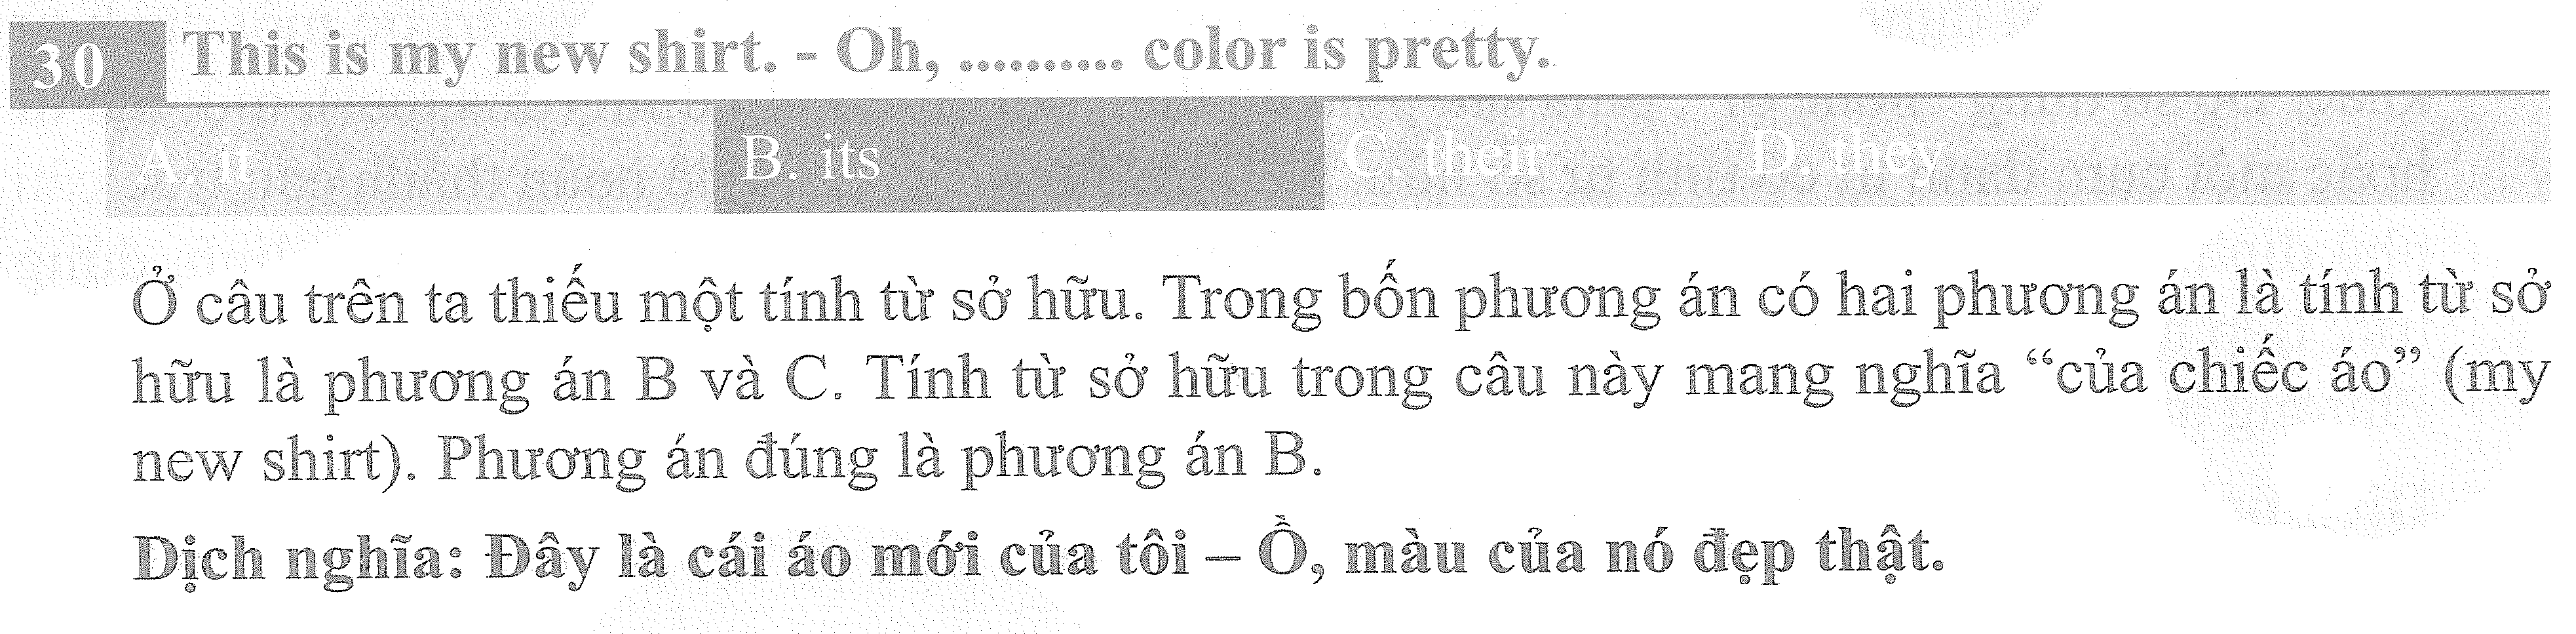 30 This is my new shirt. - Oh, .......... color is pretty.
A. it B. its C. their D. they
Ở câu trên ta thiếu một tính từ sở hữu. Trong bốn phương án có hai phương án là tính từ sở
hữu là phương án B và C. Tính từ sở hữu trong câu này mang nghĩa “của chiếc áo” (my
new shirt). Phương án đúng là phương án B.
Dịch nghĩa: Đây là cái áo mới của tôi – Ồ, màu của nó đẹp thật.